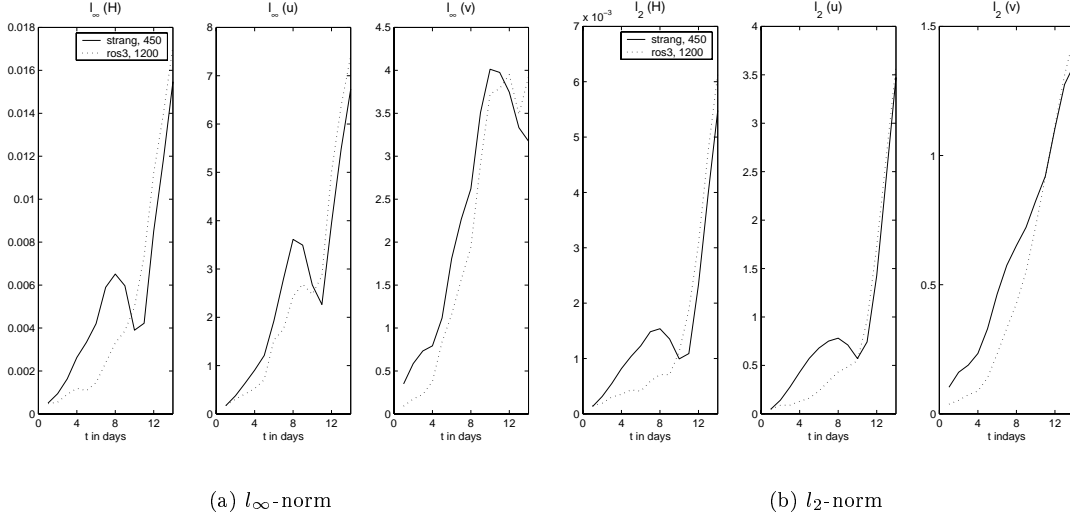 l∞ (H)
0.018
0.016
0.014
0.012
0.01
0.008
0.006
0.004
0.002
0
0 4 8 12
t in days
strang, 450
ros3, 1200
l∞ (u)
8
7
6
5
4
3
2
1
0
0 4 8 12
t in days
l∞ (v)
4.5
4
3.5
3
2.5
2
1.5
1
0.5
0
0 4 8 12
t in days
(a) l∞-norm
l2 (H)
x 10−3
7
6
5
4
3
2
1
0
0 4 8 12
t in days
strang, 450
ros3, 1200
l2 (u)
4
3.5
3
2.5
2
1.5
1
0.5
0
0 4 8 12
t in days
l2 (v)
1.5
1
0.5
0
0 4 8 12
t indays
(b) l2-norm